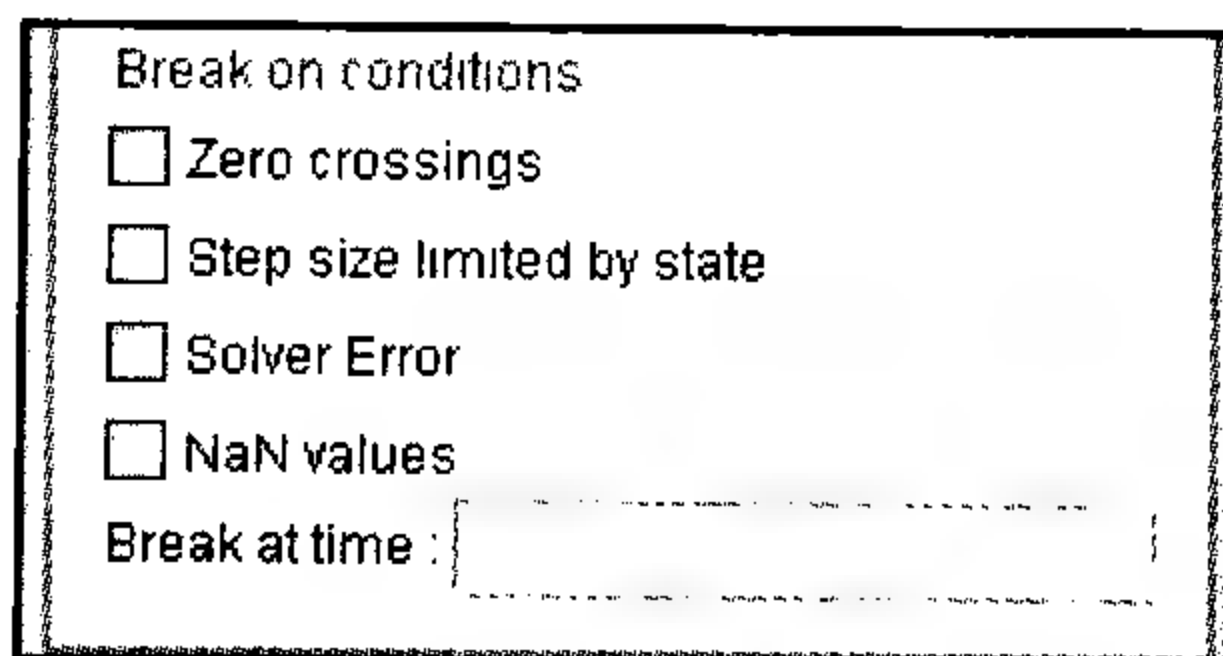 Break on conditions
Zero crossings
Step size limited by state
Solver Error
NaN values
Break at time :